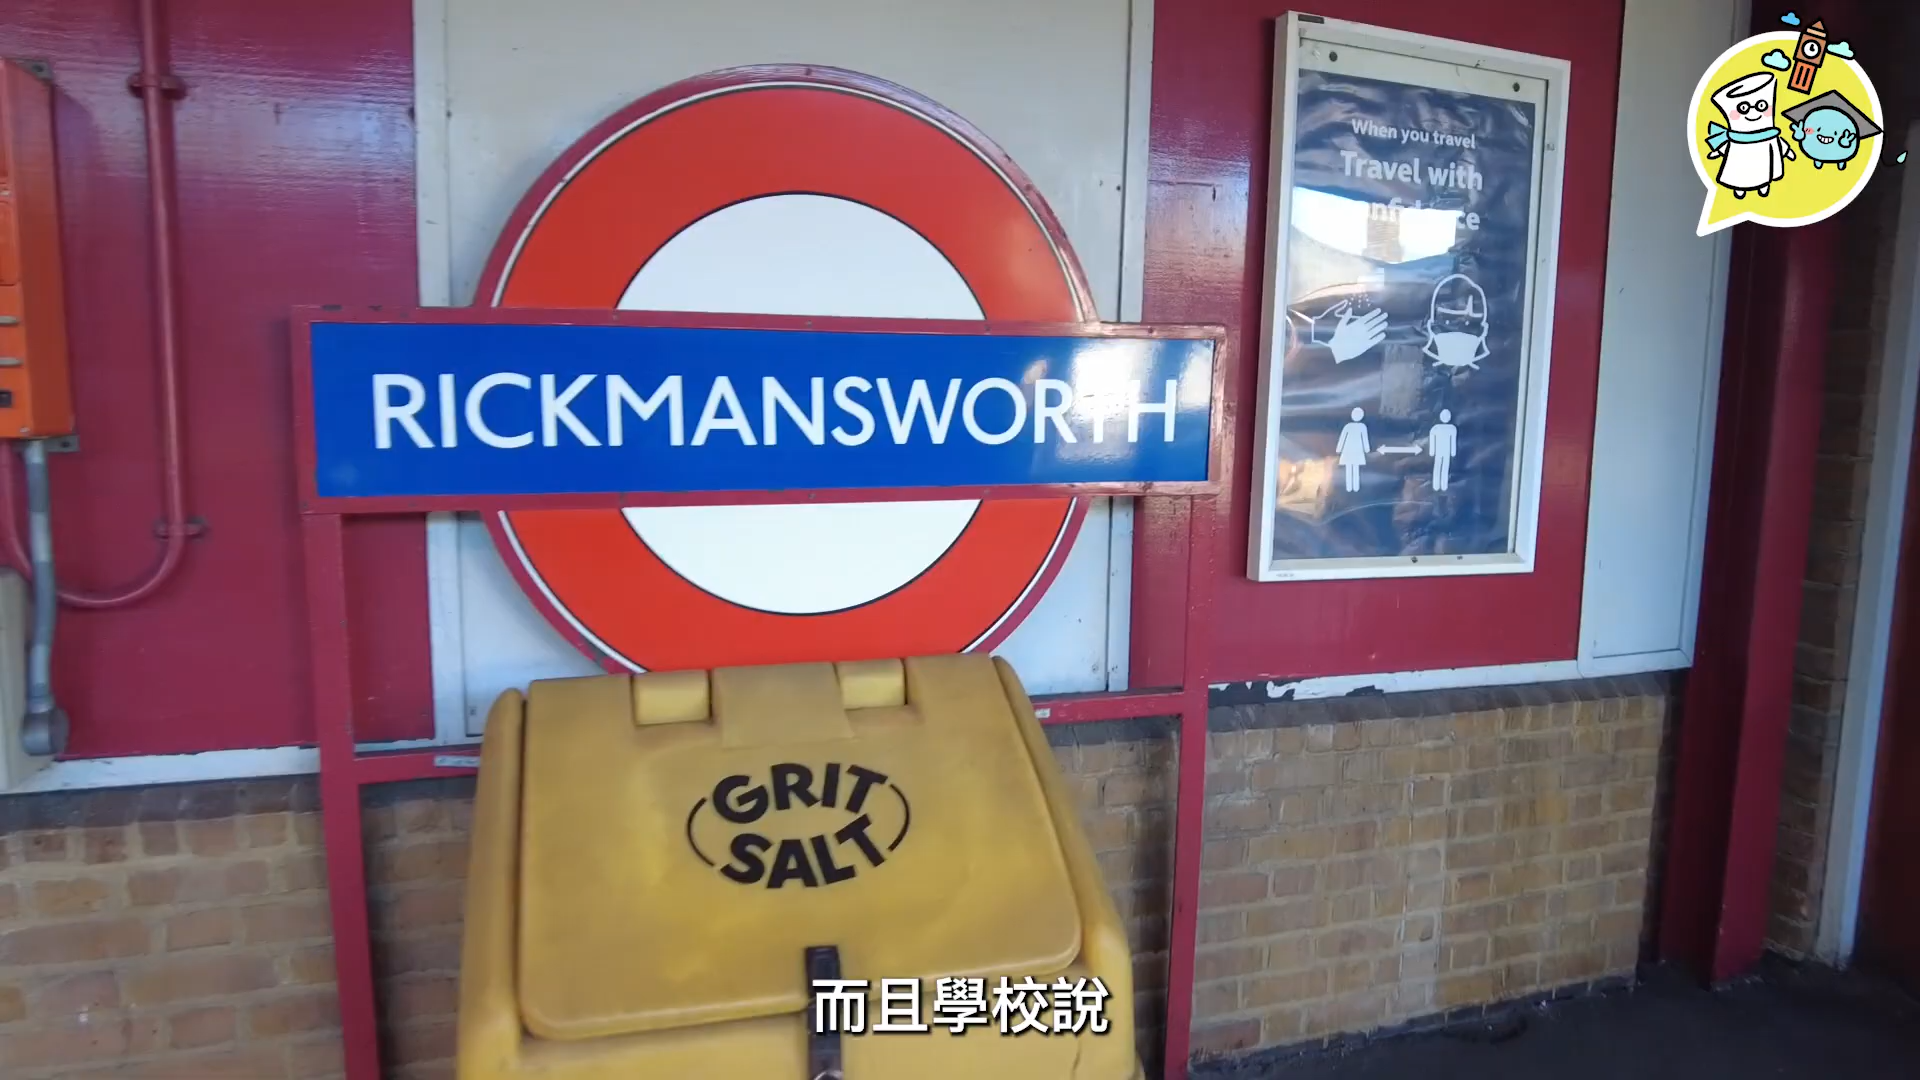 When you travel
Travel with
RICKMANSWORTH
GRIT
SALT
而且學校說